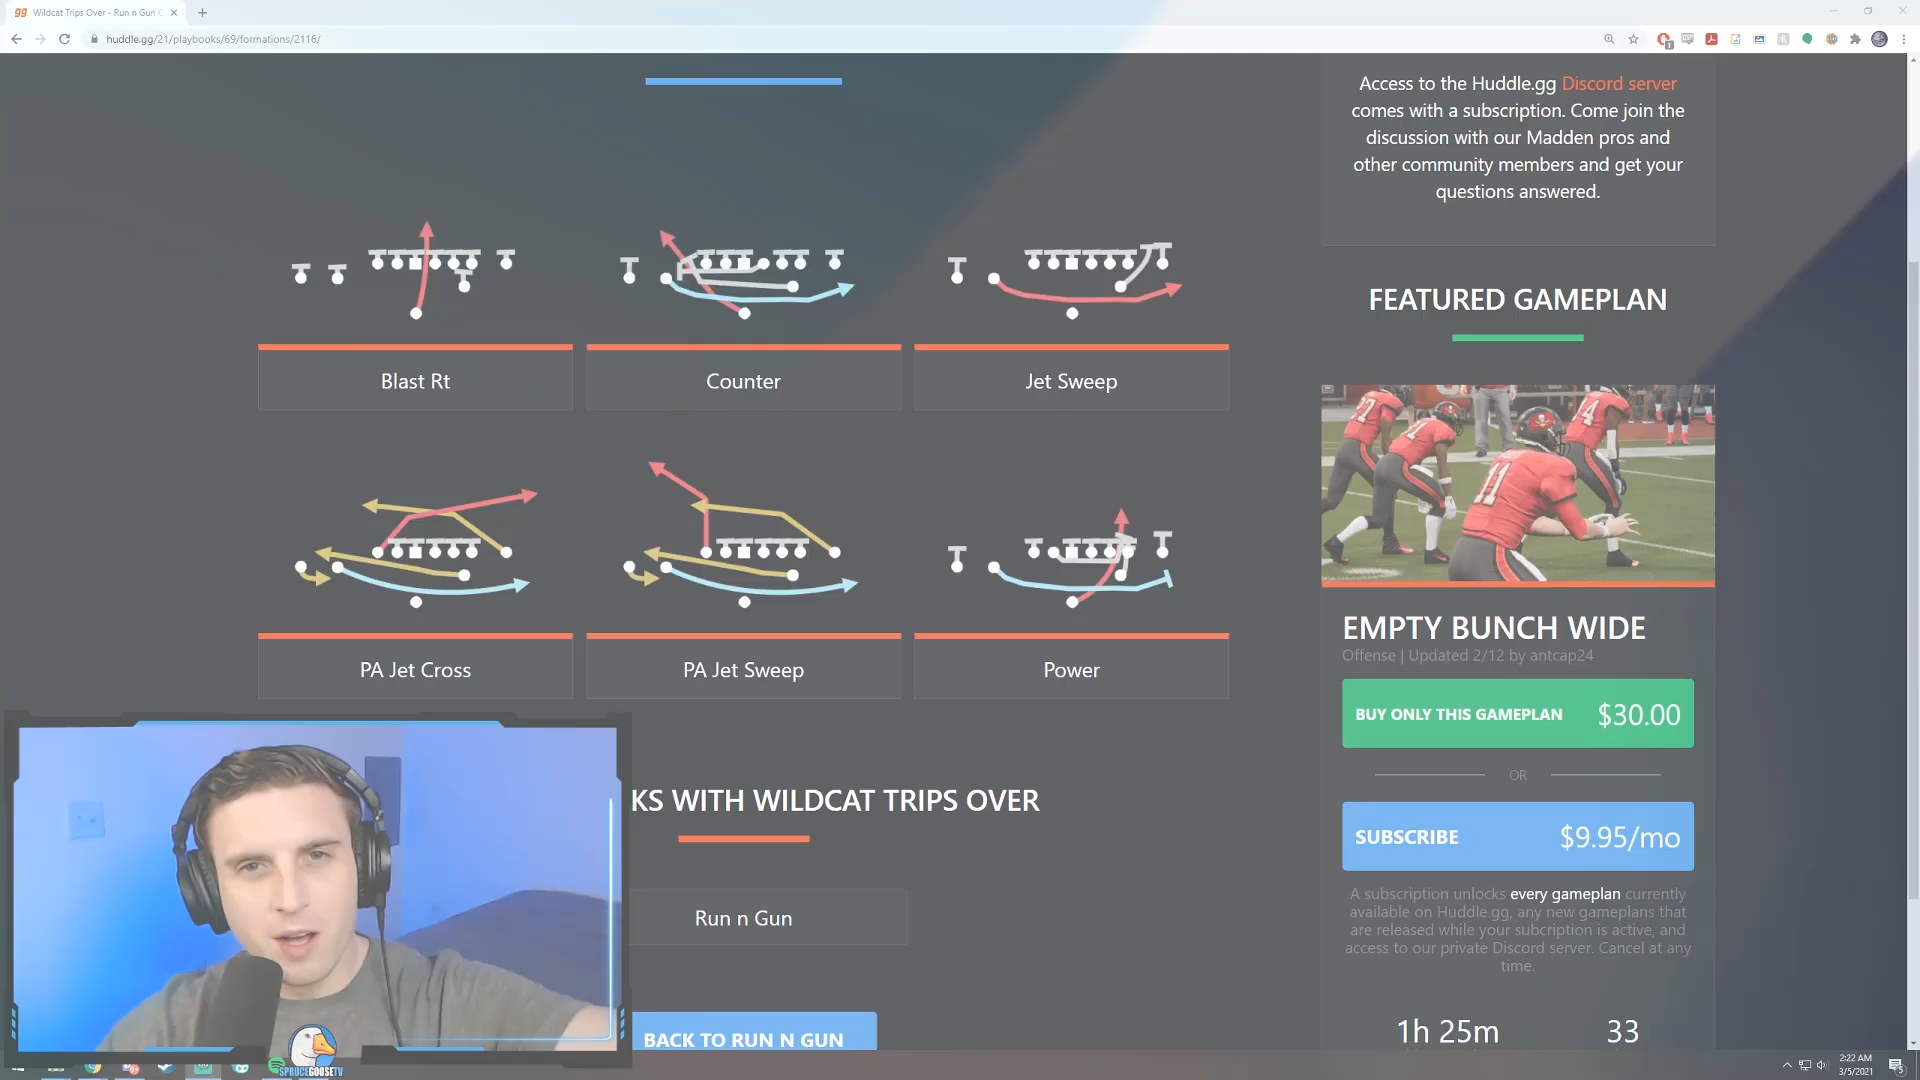 gg Wildcat Trips Over - Run n Gun
huddle.gg/21/playbooks/69/formations/2116/
Access to the Huddle.gg Discord server
comes with a subscription. Come join the
discussion with our Madden pros and
other community members and get your
questions answered.
Blast Rt
Counter
Jet Sweep
PA Jet Cross
PA Jet Sweep
Power
FEATURED GAMEPLAN
EMPTY BUNCH WIDE
Offense | Updated 2/12 by antcap24
BUY ONLY THIS GAMEPLAN $30.00
OR
SUBSCRIBE $9.95/mo
A subscription unlocks every gameplan currently
available on Huddle.gg, any new gameplans that
are released while your subcription is active, and
access to our private Discord server. Cancel at any
time.
1h 25m 33
KS WITH WILDCAT TRIPS OVER
Run n Gun
BACK TO RUN N GUN
SPRUCEGOOSETV
2:22 AM
3/5/2021